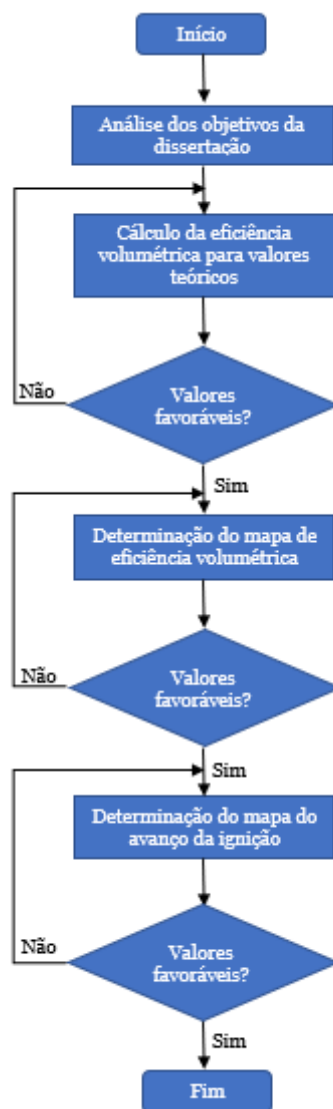 Início
Análise dos objetivos da
dissertação
Cálculo da eficiência
volumétrica para valores
teóricos
Valores
favoráveis?
Não
Sim
Determinação do mapa de
eficiência volumétrica
Valores
favoráveis?
Não
Sim
Determinação do mapa do
avanço da ignição
Valores
favoráveis?
Não
Sim
Fim